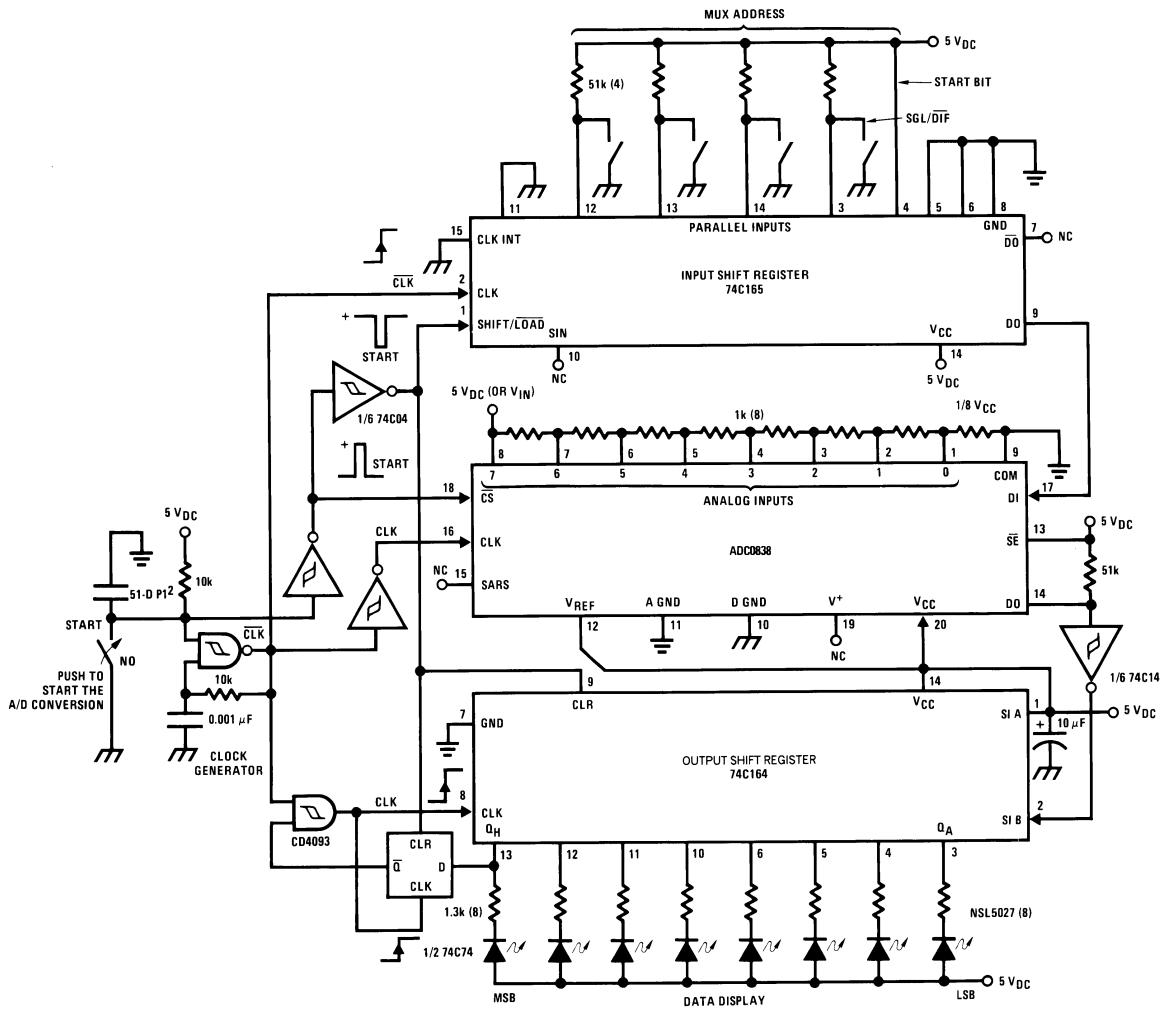 MUX ADDRESS
5 VDC
51k (4)
START BIT
SGL/DIF
11
12
13
14
3
4
5
6
8
PARALLEL INPUTS
GND
15
CLK INT
DO
7
NC
INPUT SHIFT REGISTER
74C165
CLK
2
CLK
1
SHIFT/LOAD
SIN
VCC
DO
9
+
START
10
NC
14
5 VDC
1/6 74C04
5 VDC (OR VIN)
1k (8)
1/8 VCC
+
START
8
7
6
5
4
3
2
1
9
7
6
5
4
3
2
1
0
COM
ANALOG INPUTS
18
CS
DI
17
5 VDC
CLK
16
CLK
ADC0838
SE
13
5 VDC
51k
NC
15
SARS
DO
14
VREF
A GND
D GND
V+
VCC
12
11
10
19
20
NC
10k
51-D P1²
START
CLK
NO
PUSH TO
START THE
A/D CONVERSION
10k
0.001 µF
CLOCK
GENERATOR
1/6 74C14
9
CLR
14
VCC
7
GND
SI A
1
5 VDC
+
10 µF
OUTPUT SHIFT REGISTER
74C164
CLK
8
CLK
SI B
2
CD4093
QH
QA
CLR
Q
D
CLK
13
12
11
10
6
5
4
3
1.3k (8)
NSL5027 (8)
1/2 74C74
MSB
DATA DISPLAY
LSB
5 VDC